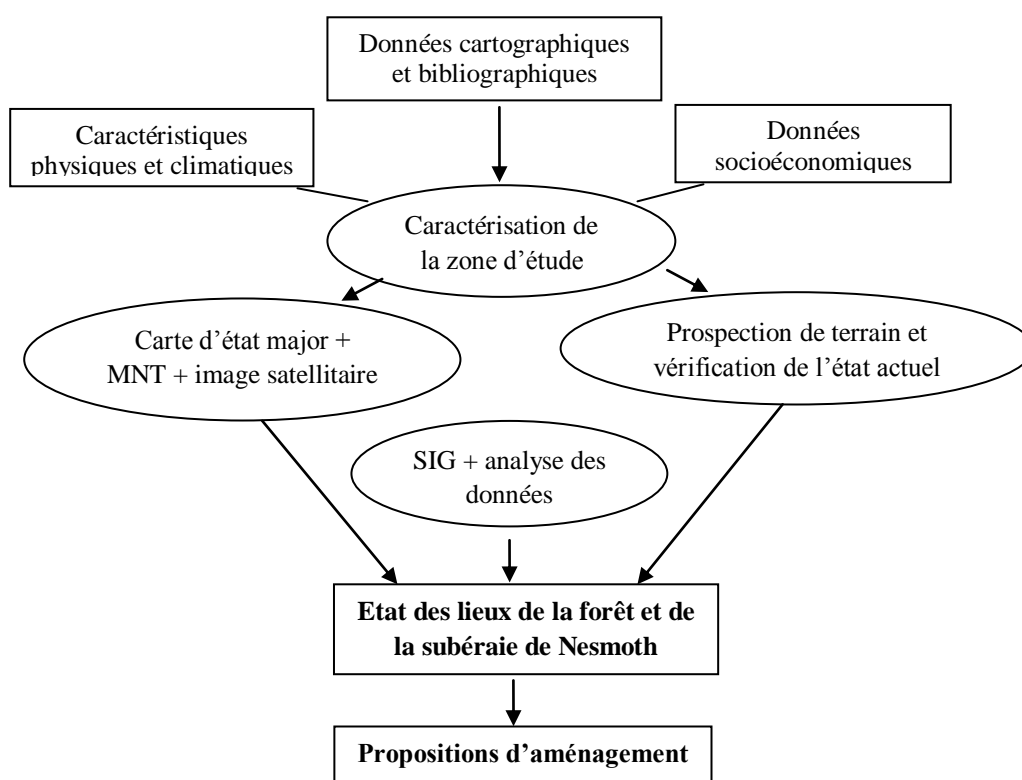 Données cartographiques
et bibliographiques
Caractéristiques
physiques et climatiques
Données
socioéconomiques
Caractérisation de
la zone d'étude
Carte d'état major +
MNT + image satellitaire
Prospection de terrain et
vérification de l'état actuel
SIG + analyse des
données
Etat des lieux de la forêt et de
la subéraie de Nesmoth
Propositions d'aménagement